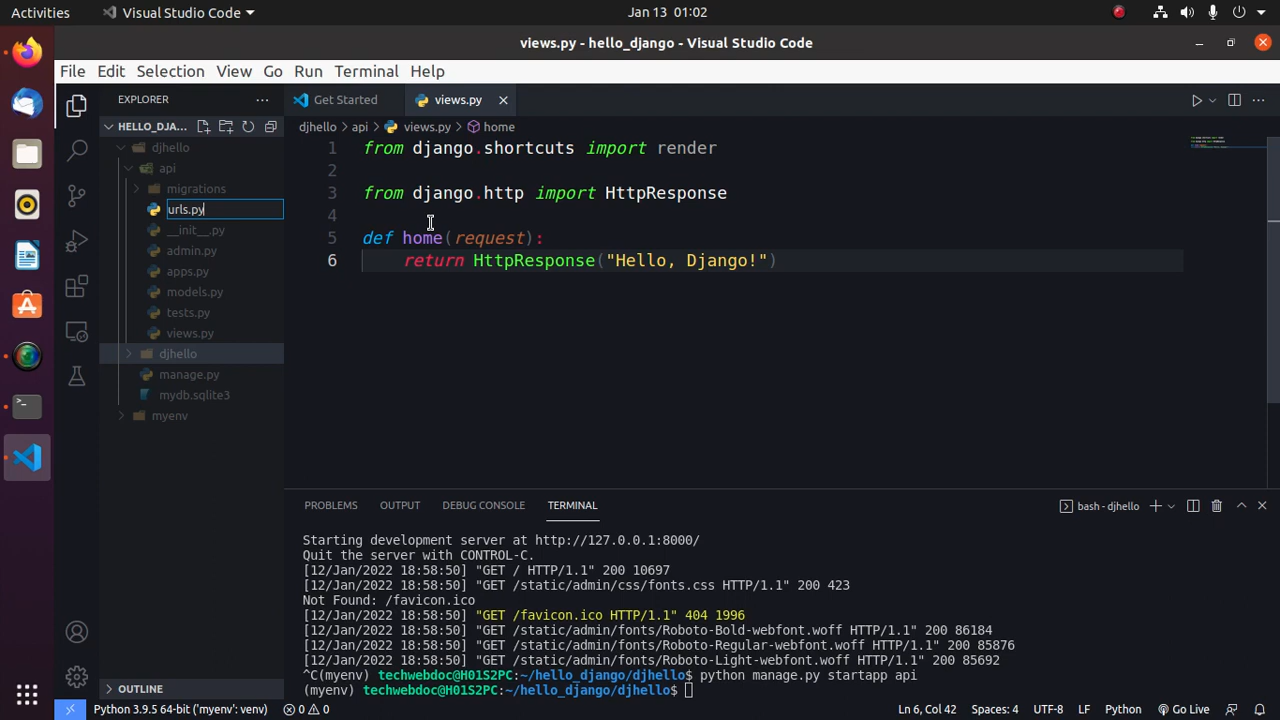 Activities
Visual Studio Code
Jan 13 01:02
views.py - hello_django - Visual Studio Code
File Edit Selection View Go Run Terminal Help
EXPLORER ...
Get Started
views.py
HELLO_DJA...
djhello > api > views.py > home
djhello
api
migrations
urls.py
__init__.py
admin.py
apps.py
models.py
tests.py
views.py
djhello
manage.py
mydb.sqlite3
myenv
OUTLINE
1 from django.shortcuts import render
2
3 from django.http import HttpResponse
4
5 def home(request):
6 return HttpResponse("Hello, Django!")
PROBLEMS OUTPUT DEBUG CONSOLE TERMINAL
bash - djhello
Starting development server at http://127.0.0.1:8000/
Quit the server with CONTROL-C.
[12/Jan/2022 18:58:50] "GET / HTTP/1.1" 200 10697
[12/Jan/2022 18:58:50] "GET /static/admin/css/fonts.css HTTP/1.1" 200 423
Not Found: /favicon.ico
[12/Jan/2022 18:58:50] "GET /favicon.ico HTTP/1.1" 404 1996
[12/Jan/2022 18:58:50] "GET /static/admin/fonts/Roboto-Bold-webfont.woff HTTP/1.1" 200 86184
[12/Jan/2022 18:58:50] "GET /static/admin/fonts/Roboto-Regular-webfont.woff HTTP/1.1" 200 85876
[12/Jan/2022 18:58:50] "GET /static/admin/fonts/Roboto-Light-webfont.woff HTTP/1.1" 200 85692
^C(myenv) techwebdoc@H01S2PC:~/hello_django/djhello$ python manage.py startapp api
(myenv) techwebdoc@H01S2PC:~/hello_django/djhello$
Python 3.9.5 64-bit ('myenv': venv) 0 0 Ln 6, Col 42 Spaces: 4 UTF-8 LF Python Go Live